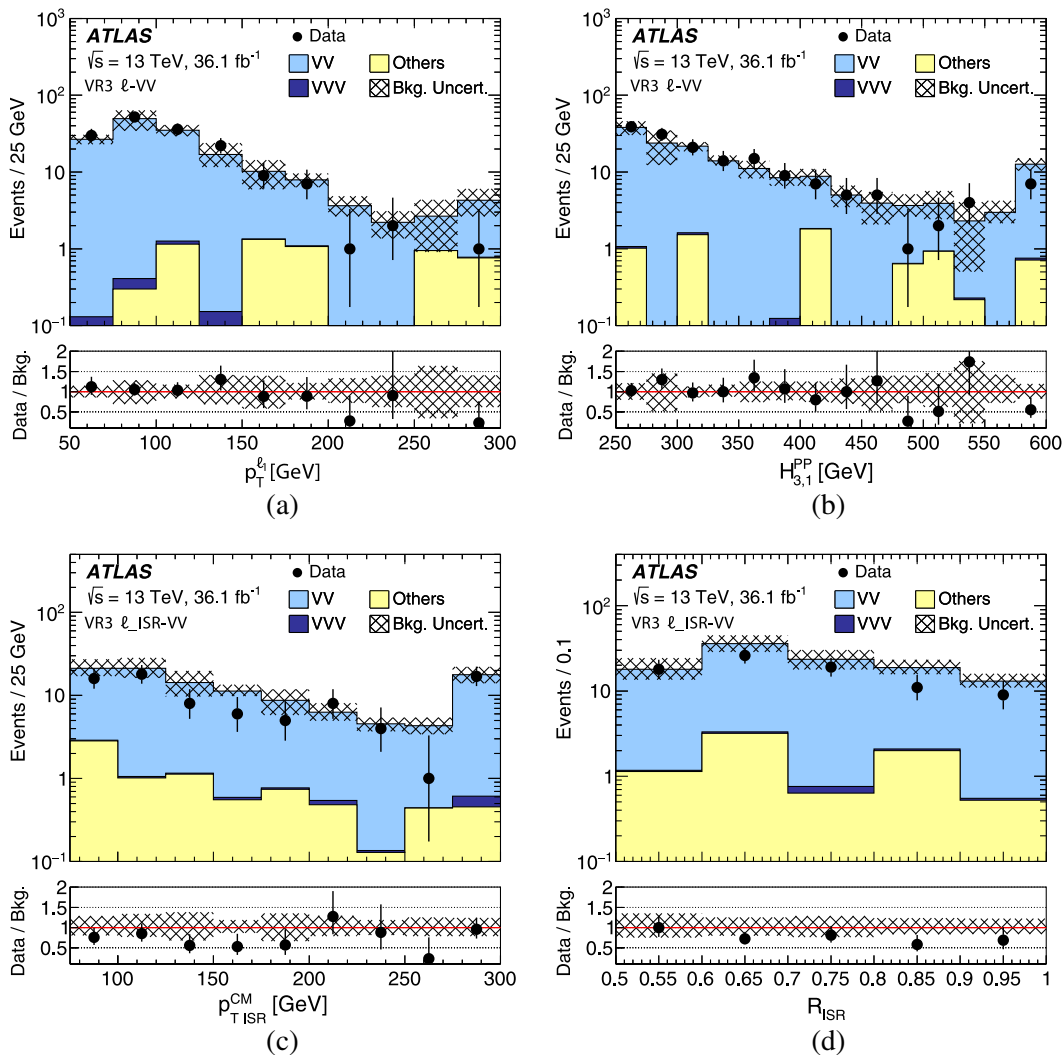 10³
10²
10
1
10⁻¹
Events / 25 GeV
ATLAS
√s = 13 TeV, 36.1 fb⁻¹
VR3 ℓ-VV
Data
VV
Others
VVV
Bkg. Uncert.
2
1.5
1
0.5
Data / Bkg.
50 100 150 200 250 300
p_T^ℓ₁ [GeV]
(a)
10³
10²
10
1
10⁻¹
Events / 25 GeV
ATLAS
√s = 13 TeV, 36.1 fb⁻¹
VR3 ℓ-VV
Data
VV
Others
VVV
Bkg. Uncert.
2
1.5
1
0.5
Data / Bkg.
250 300 350 400 450 500 550 600
H_3,1^PP [GeV]
(b)
10²
10
1
10⁻¹
Events / 25 GeV
ATLAS
√s = 13 TeV, 36.1 fb⁻¹
VR3 ℓ_ISR-VV
Data
VV
Others
VVV
Bkg. Uncert.
2
1.5
1
0.5
Data / Bkg.
100 150 200 250 300
p_T ISR^CM [GeV]
(c)
10²
10
1
10⁻¹
Events / 0.1
ATLAS
√s = 13 TeV, 36.1 fb⁻¹
VR3 ℓ_ISR-VV
Data
VV
Others
VVV
Bkg. Uncert.
2
1.5
1
0.5
Data / Bkg.
0.5 0.55 0.6 0.65 0.7 0.75 0.8 0.85 0.9 0.95 1
R_ISR
(d)